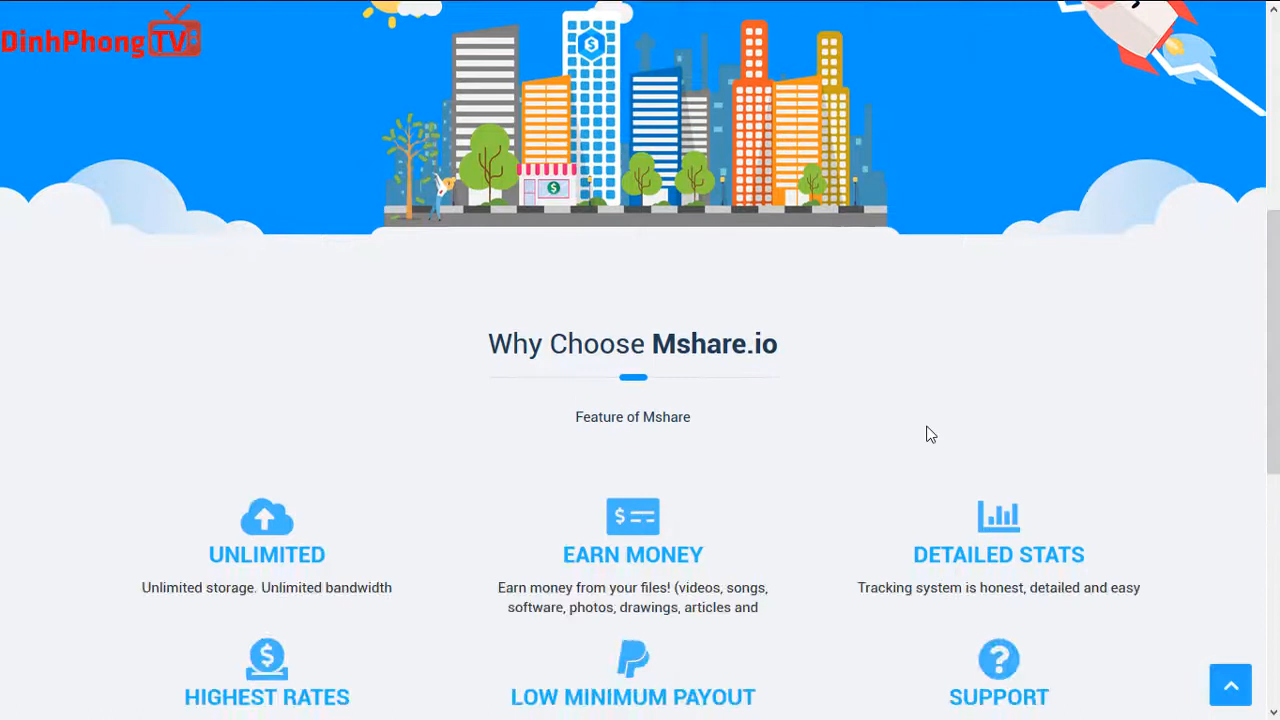 DinhPhongTV
Why Choose Mshare.io
Feature of Mshare
UNLIMITED
Unlimited storage. Unlimited bandwidth
EARN MONEY
Earn money from your files! (videos, songs,
software, photos, drawings, articles and
DETAILED STATS
Tracking system is honest, detailed and easy
HIGHEST RATES
LOW MINIMUM PAYOUT
SUPPORT